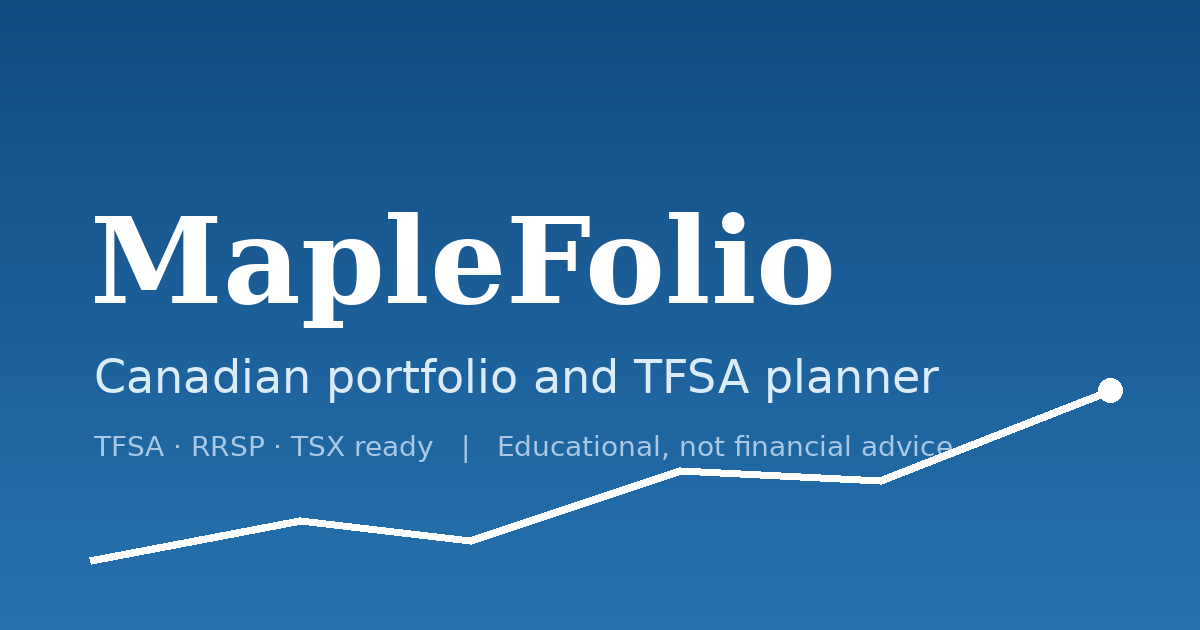 MapleFolio
Canadian portfolio and TFSA planner
TFSA · RRSP · TSX ready | Educational, not financial advice